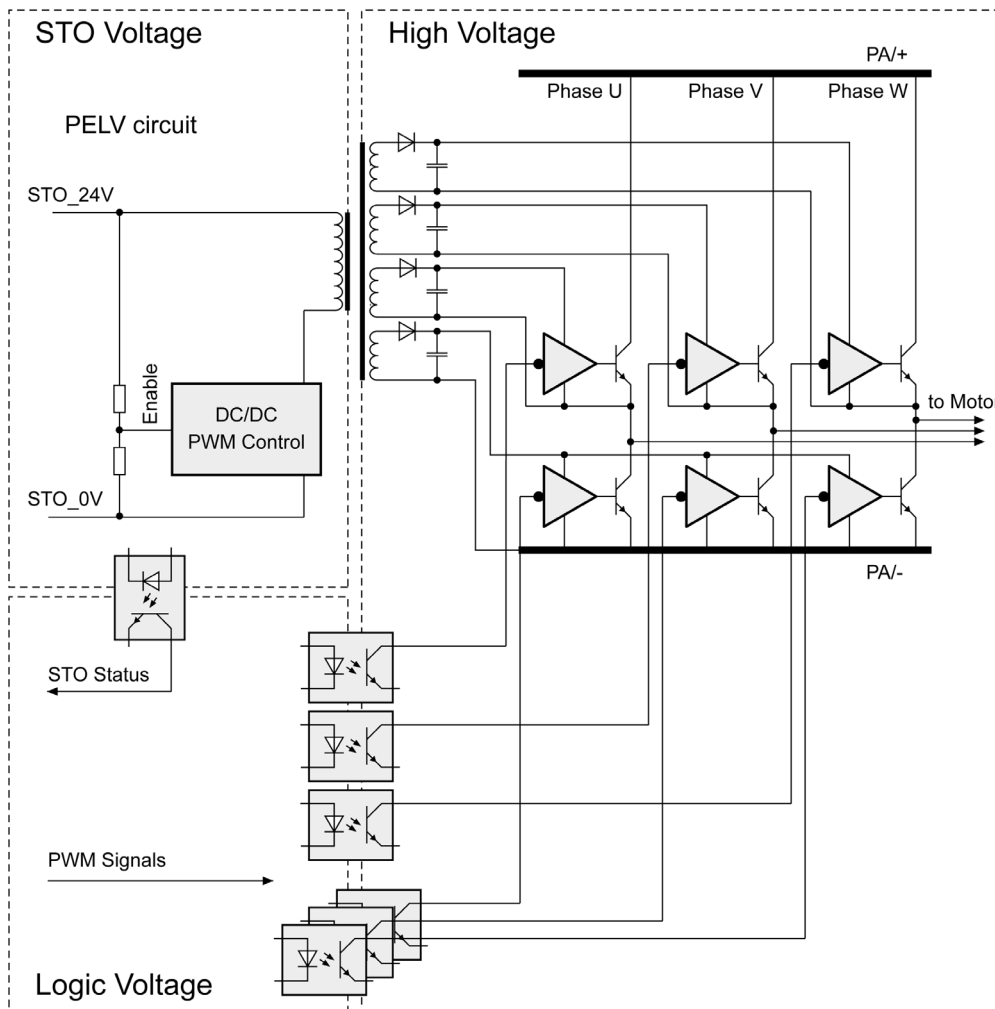 STO Voltage
High Voltage
PA/+
Phase U
Phase V
Phase W
PELV circuit
STO_24V
Enable
DC/DC
PWM Control
to Motor
STO_0V
PA/-
STO Status
PWM Signals
Logic Voltage